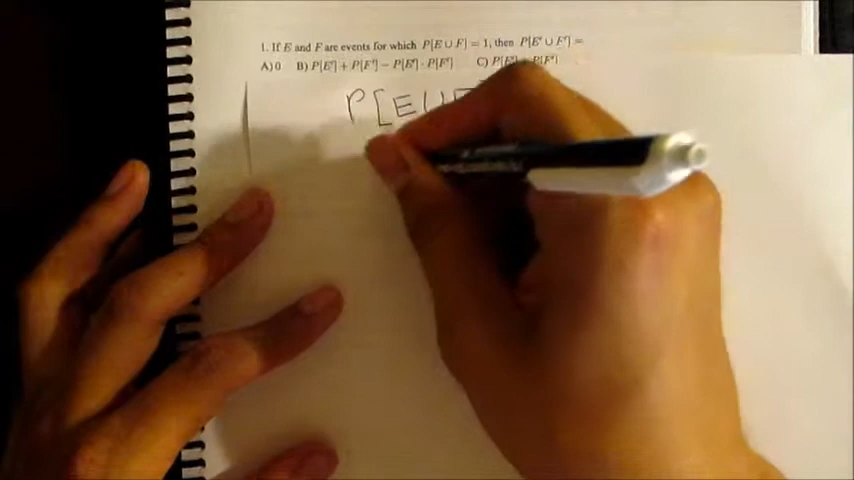 1. If E and F are events for which P[E ∪ F] = 1, then P[E' ∪ F'] =
A) 0 B) P[E'] + P[F'] − P[E'] · P[F'] C) P[E'] + P[F']
P[E ∪ F